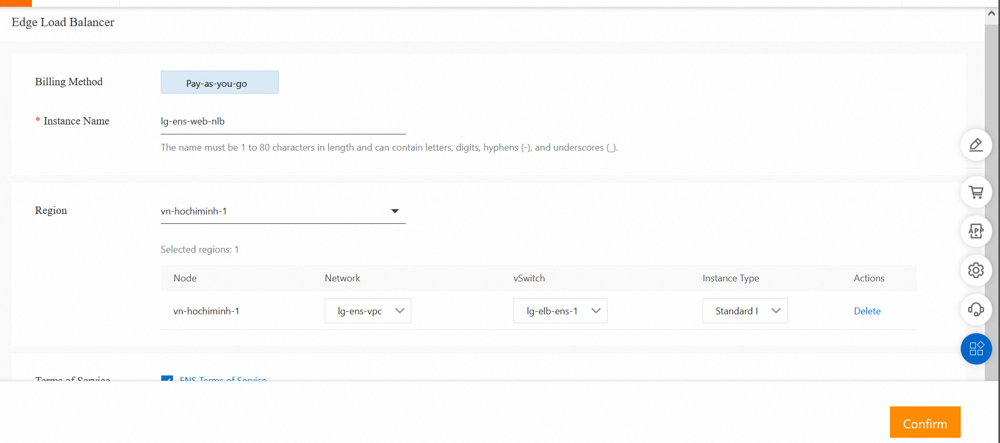 Edge Load Balancer
Billing Method
Pay-as-you-go
* Instance Name
lg-ens-web-nlb
The name must be 1 to 80 characters in length and can contain letters, digits, hyphens (-), and underscores (_).
Region
vn-hochiminh-1
Selected regions: 1
Node Network vSwitch Instance Type Actions
vn-hochiminh-1 lg-ens-vpc lg-elb-ens-1 Standard I Delete
Terms of Service ENS Terms of Service
APP
Confirm